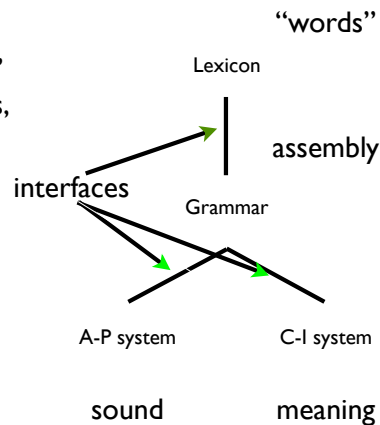 “words”
Lexicon
s,
assembly
interfaces
Grammar
A-P system
C-I system
sound
meaning